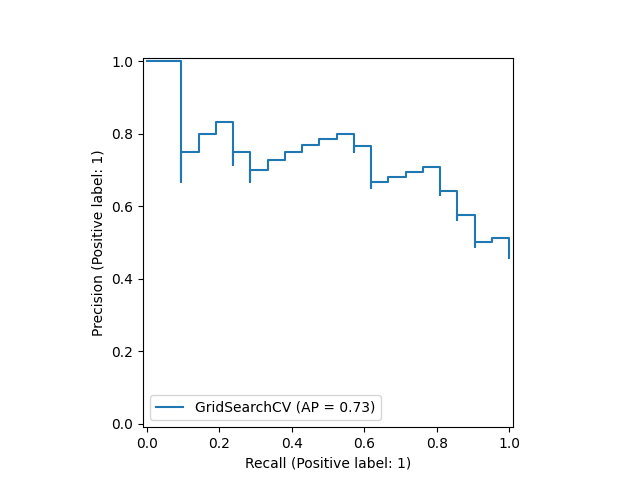 1.0
0.8
0.6
0.4
0.2
0.0
Precision (Positive label: 1)
GridSearchCV (AP = 0.73)
0.0 0.2 0.4 0.6 0.8 1.0
Recall (Positive label: 1)